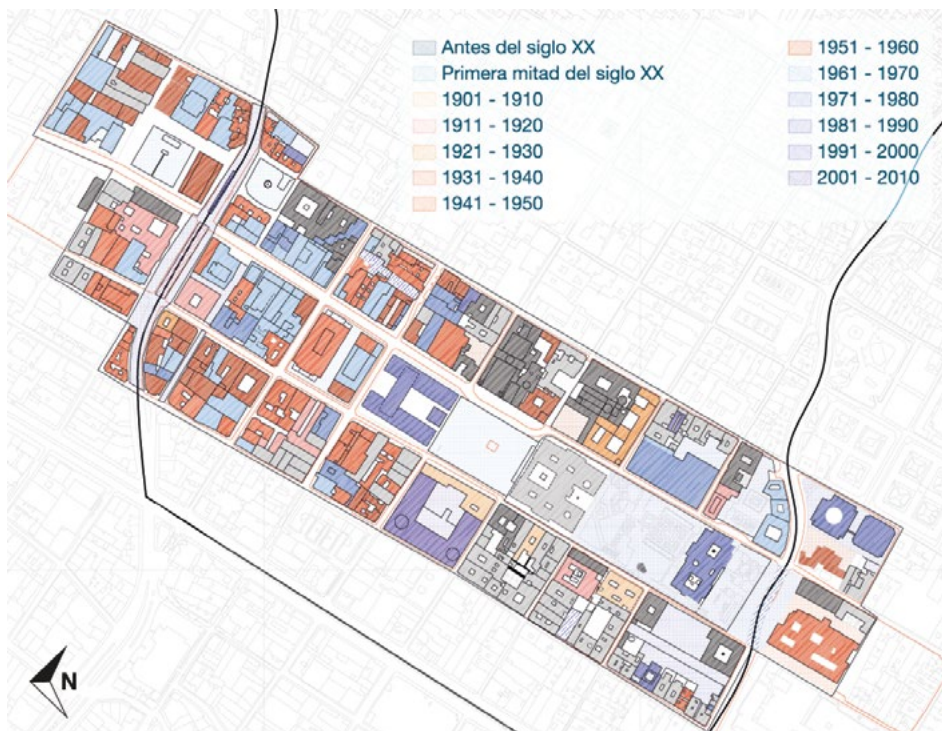 Antes del siglo XX
Primera mitad del siglo XX
1901 - 1910
1911 - 1920
1921 - 1930
1931 - 1940
1941 - 1950
1951 - 1960
1961 - 1970
1971 - 1980
1981 - 1990
1991 - 2000
2001 - 2010
N